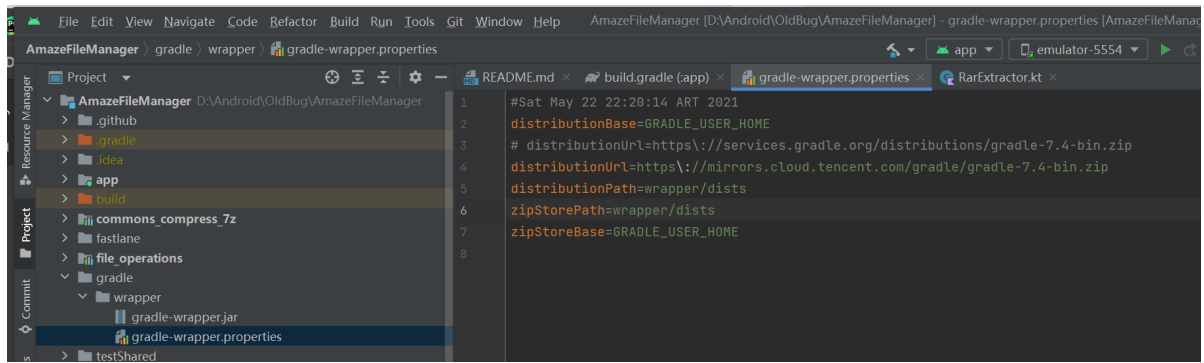 File Edit View Navigate Code Refactor Build Run Tools Git Window Help AmazeFileManager [D:\Android\OldBug\AmazeFileManager] - gradle-wrapper.properties [AmazeFileManag
AmazeFileManager gradle wrapper gradle-wrapper.properties app emulator-5554
Resource Manager
Project
Commit
Project
AmazeFileManager D:\Android\OldBug\AmazeFileManager
.github
.gradle
.idea
app
build
commons_compress_7z
fastlane
file_operations
gradle
wrapper
gradle-wrapper.jar
gradle-wrapper.properties
testShared
README.md build.gradle (:app) gradle-wrapper.properties RarExtractor.kt
1 #Sat May 22 22:20:14 ART 2021
2 distributionBase=GRADLE_USER_HOME
3 # distributionUrl=https\://services.gradle.org/distributions/gradle-7.4-bin.zip
4 distributionUrl=https\://mirrors.cloud.tencent.com/gradle/gradle-7.4-bin.zip
5 distributionPath=wrapper/dists
6 zipStorePath=wrapper/dists
7 zipStoreBase=GRADLE_USER_HOME
8